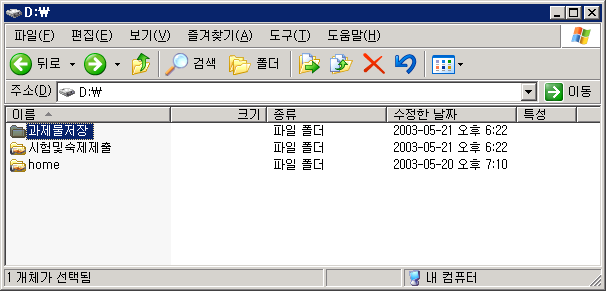 D:₩
파일(F) 편집(E) 보기(V) 즐겨찾기(A) 도구(T) 도움말(H)
뒤로 검색 폴더
주소(D) D:₩ 이동
이름 크기 종류 수정한 날짜 특성
과제물저장 파일 폴더 2003-05-21 오후 6:22
시험및숙제제출 파일 폴더 2003-05-21 오후 6:22
home 파일 폴더 2003-05-20 오후 7:10
1 개체가 선택됨 내 컴퓨터